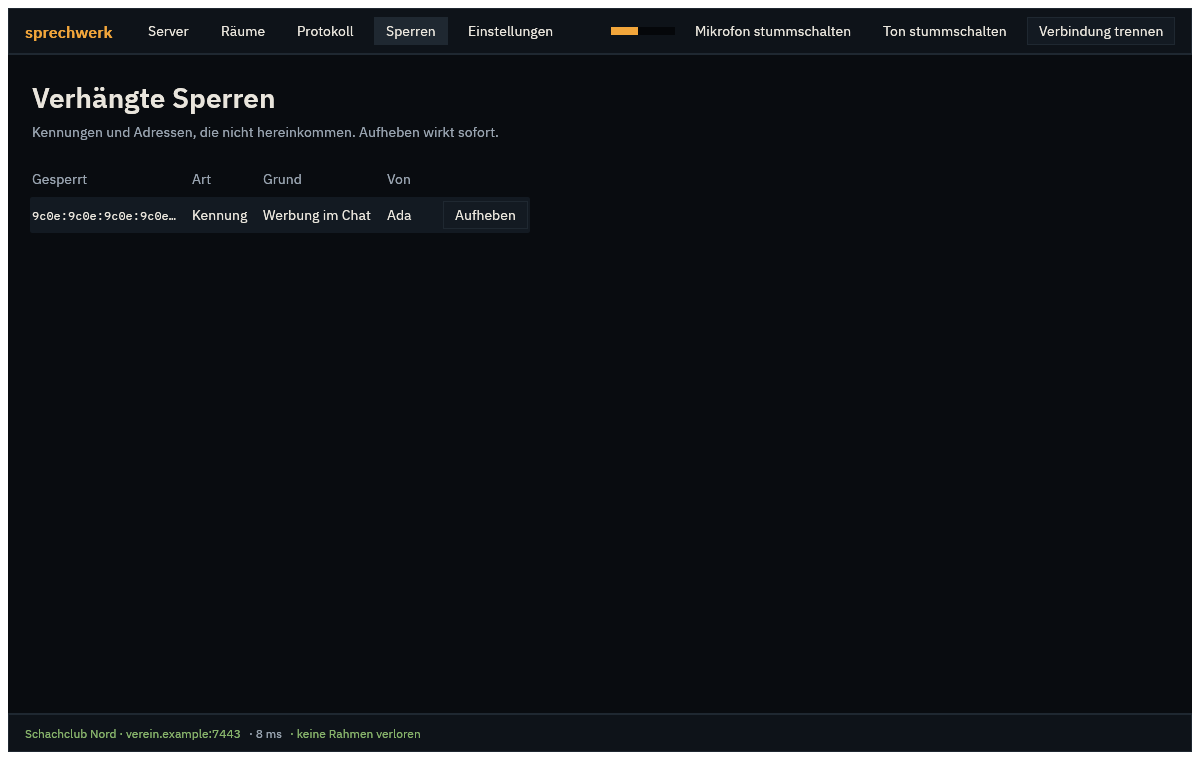 sprechwerk Server Räume Protokoll Sperren Einstellungen Mikrofon stummschalten Ton stummschalten Verbindung trennen
Verhängte Sperren
Kennungen und Adressen, die nicht hereinkommen. Aufheben wirkt sofort.
Gesperrt Art Grund Von
9c0e:9c0e:9c0e:9c0e… Kennung Werbung im Chat Ada Aufheben
Schachclub Nord · verein.example:7443 · 8 ms · keine Rahmen verloren